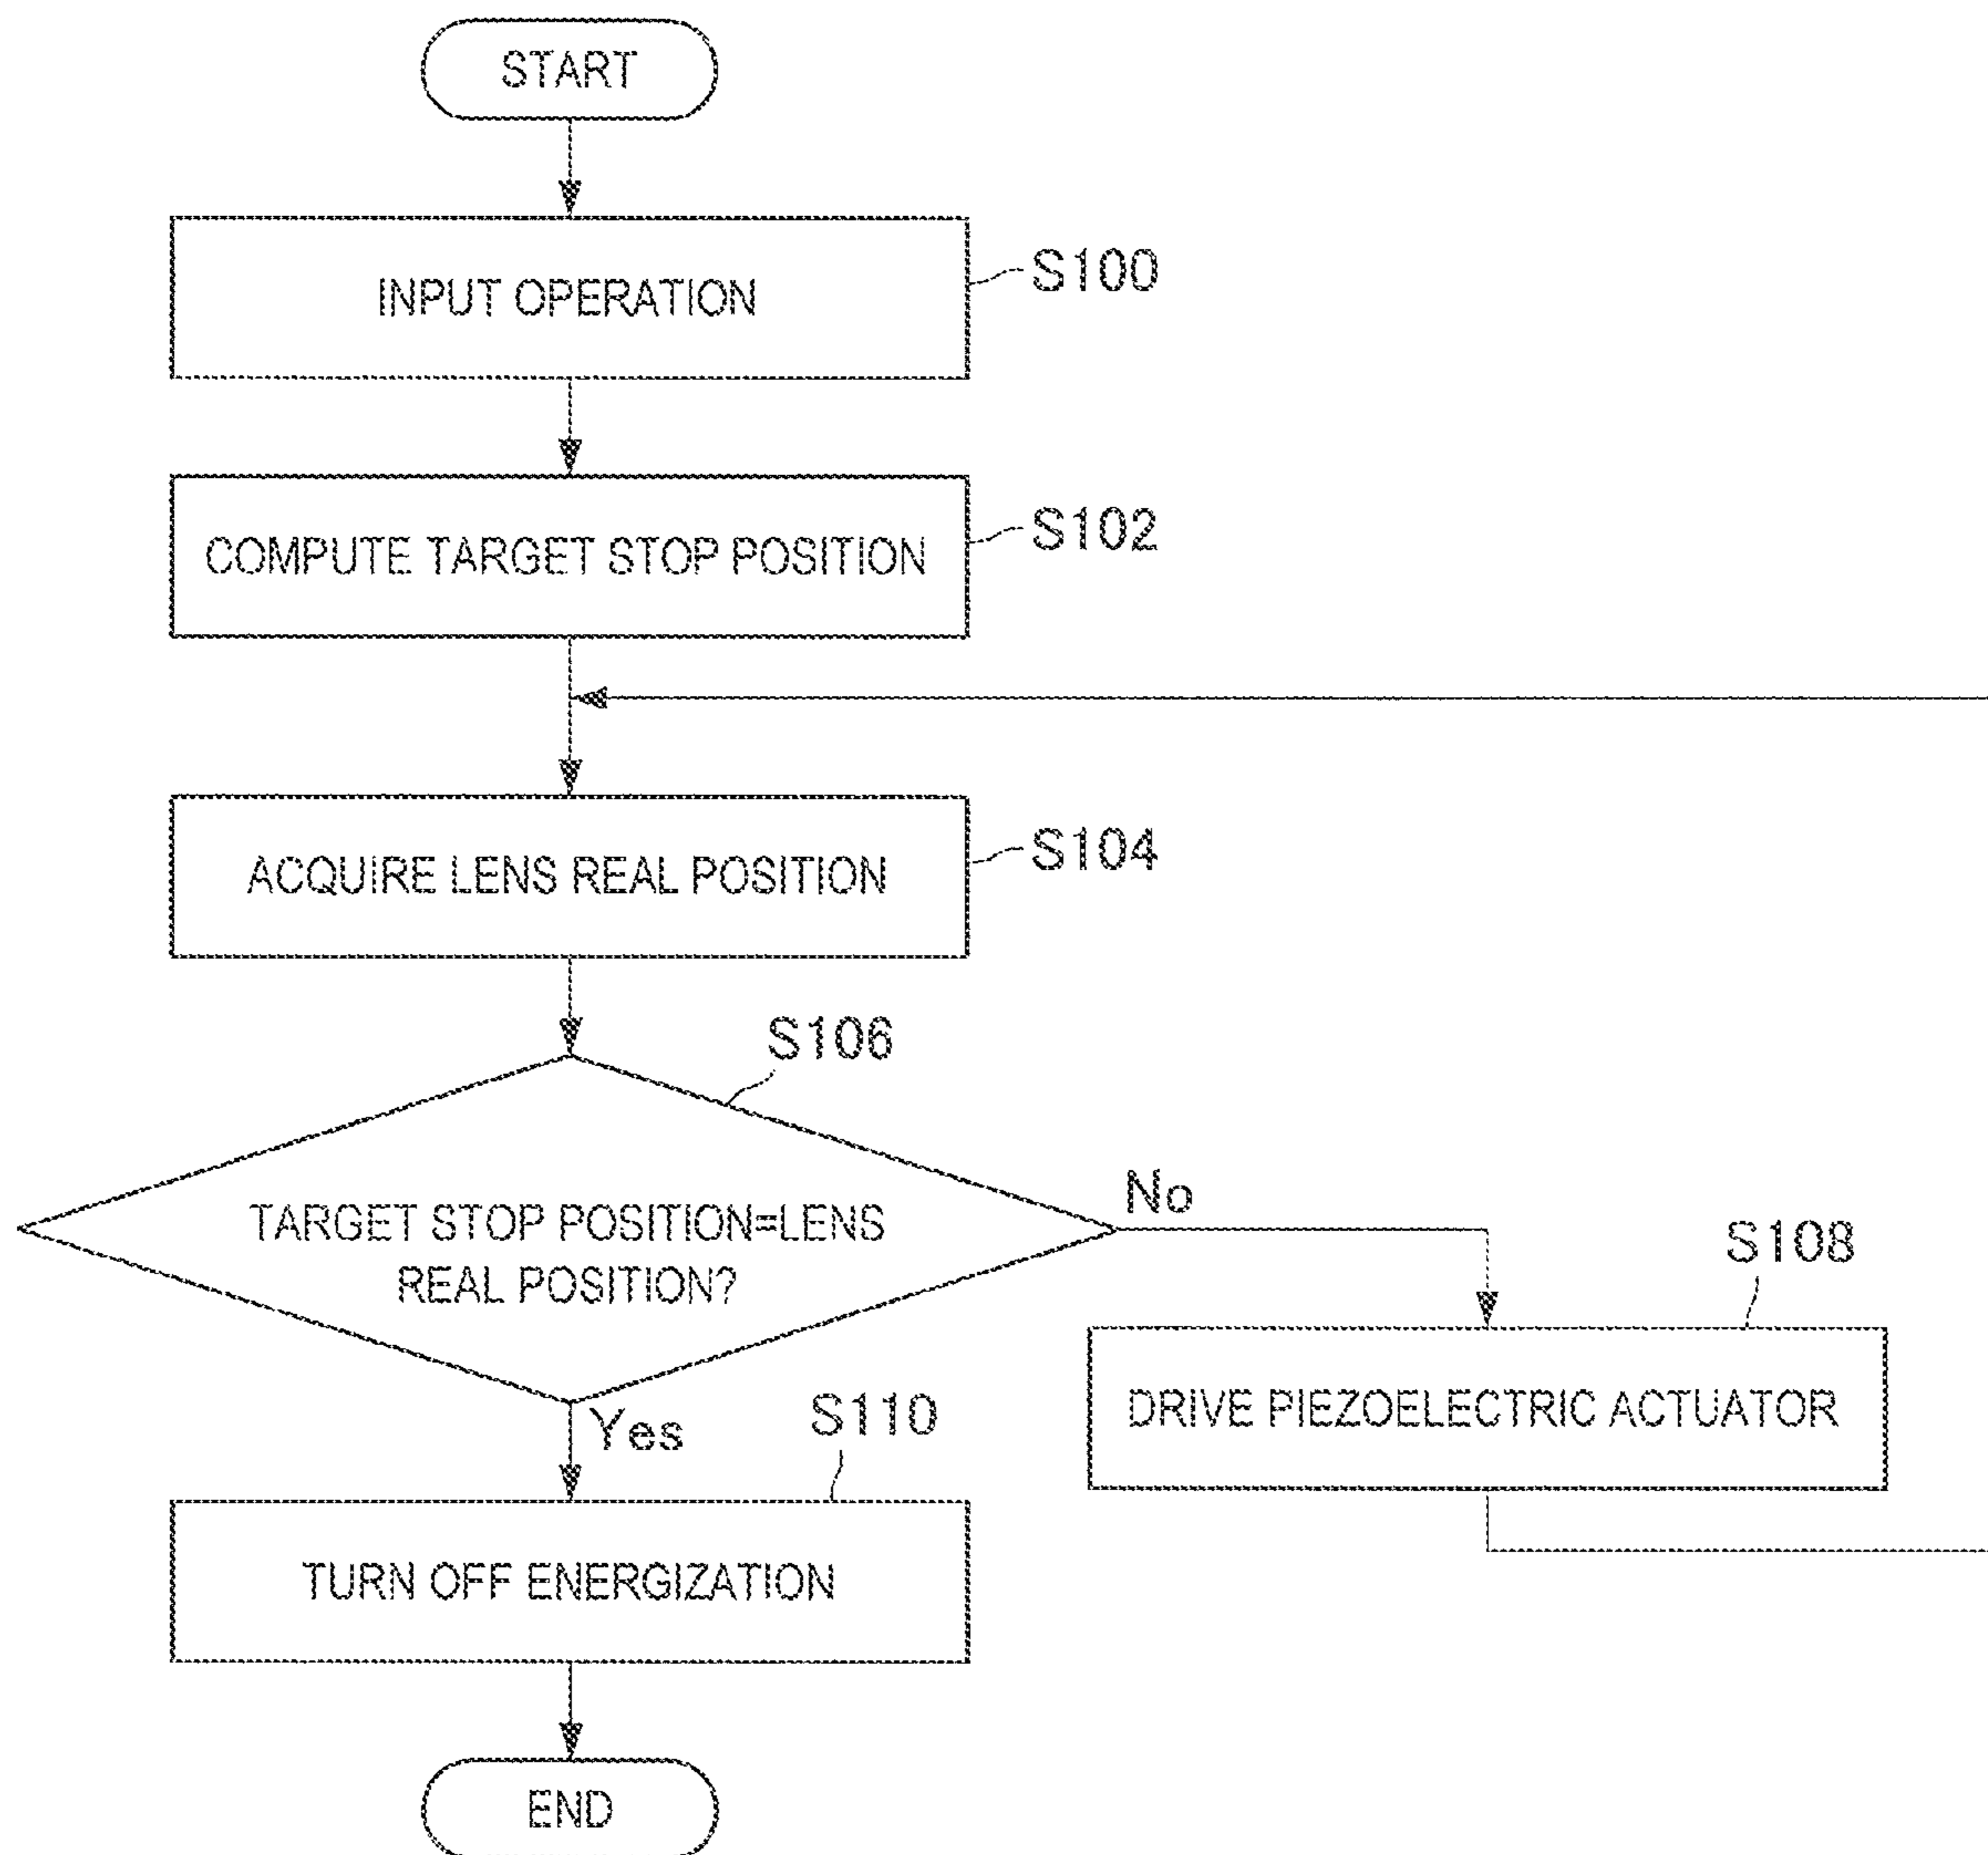 START
INPUT OPERATION
S100
COMPUTE TARGET STOP POSITION
S102
ACQUIRE LENS REAL POSITION
S104
S106
TARGET STOP POSITION=LENS
REAL POSITION?
No
S108
DRIVE PIEZOELECTRIC ACTUATOR
Yes
S110
TURN OFF ENERGIZATION
END